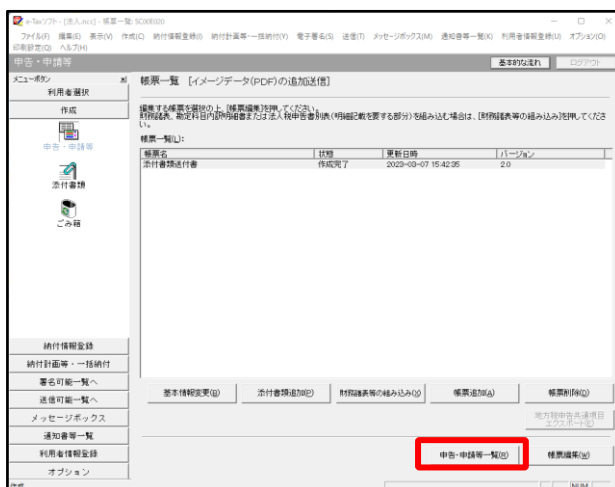 e-Taxソフト - [法人.ncc] - 帳票一覧: SOXIE020
ファイル(F) 編集(E) 表示(V) 作成(C) 納付情報登録(I) 納付計画等・一括納付(Y) 電子署名(S) 送信(T) メッセージボックス(M) 通知書等一覧(K) 利用者情報登録(U) オプション(O)
印刷設定(Q) ヘルプ(H)
申告・申請等
基本的な流れ
ログアウト
メニューボタン
利用者選択
作成
申告・申請等
添付書類
ごみ箱
納付情報登録
納付計画等・一括納付
署名可能一覧へ
送信可能一覧へ
メッセージボックス
通知書等一覧
利用者情報登録
オプション
帳票一覧 [イメージデータ(PDF)の追加送信]
編集する帳票を選択の上、[帳票編集]を押してください。
財務諸表、勘定科目内訳明細書または法人税申告書別表(明細記載を要する部分)を組み込む場合は、[財務諸表等の組み込み]を押してくださ
い。
帳票一覧(L):
帳票名 状態 更新日時 バージョン
添付書類送付書 作成完了 2023-03-07 15:42:35 2.0
基本情報変更(B) 添付書類追加(P) 財務諸表等の組み込み(X) 帳票追加(A) 帳票削除(D)
地方税申告共通項目
エクスポート(E)
申告・申請等一覧(R) 帳票編集(W)
作成
NUM